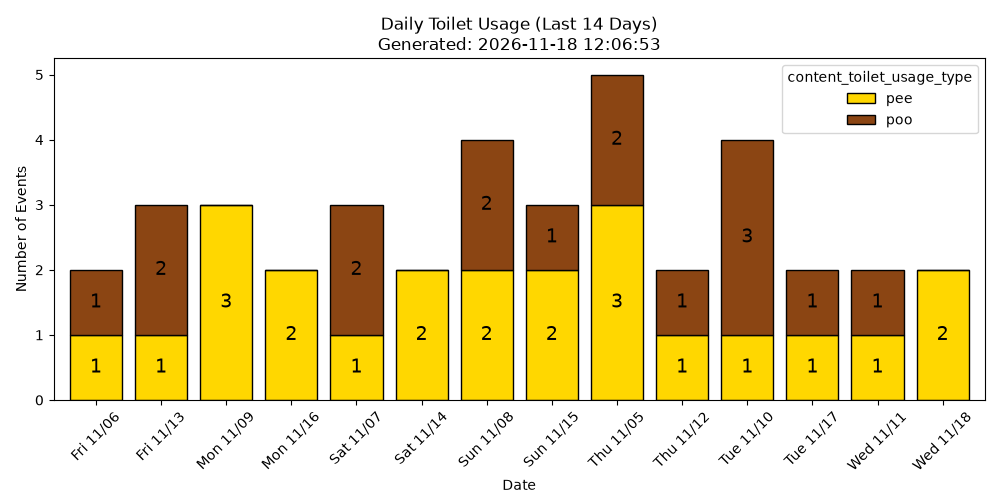 Daily Toilet Usage (Last 14 Days)
Generated: 2026-11-18 12:06:53
content_toilet_usage_type
pee
poo
Number of Events
5
4
3
2
1
0
1 2 2 2 1 2 1 3 1 1
1 1 3 2 1 2 2 2 3 1 1 1 1 2
Fri 11/06 Fri 11/13 Mon 11/09 Mon 11/16 Sat 11/07 Sat 11/14 Sun 11/08 Sun 11/15 Thu 11/05 Thu 11/12 Tue 11/10 Tue 11/17 Wed 11/11 Wed 11/18
Date